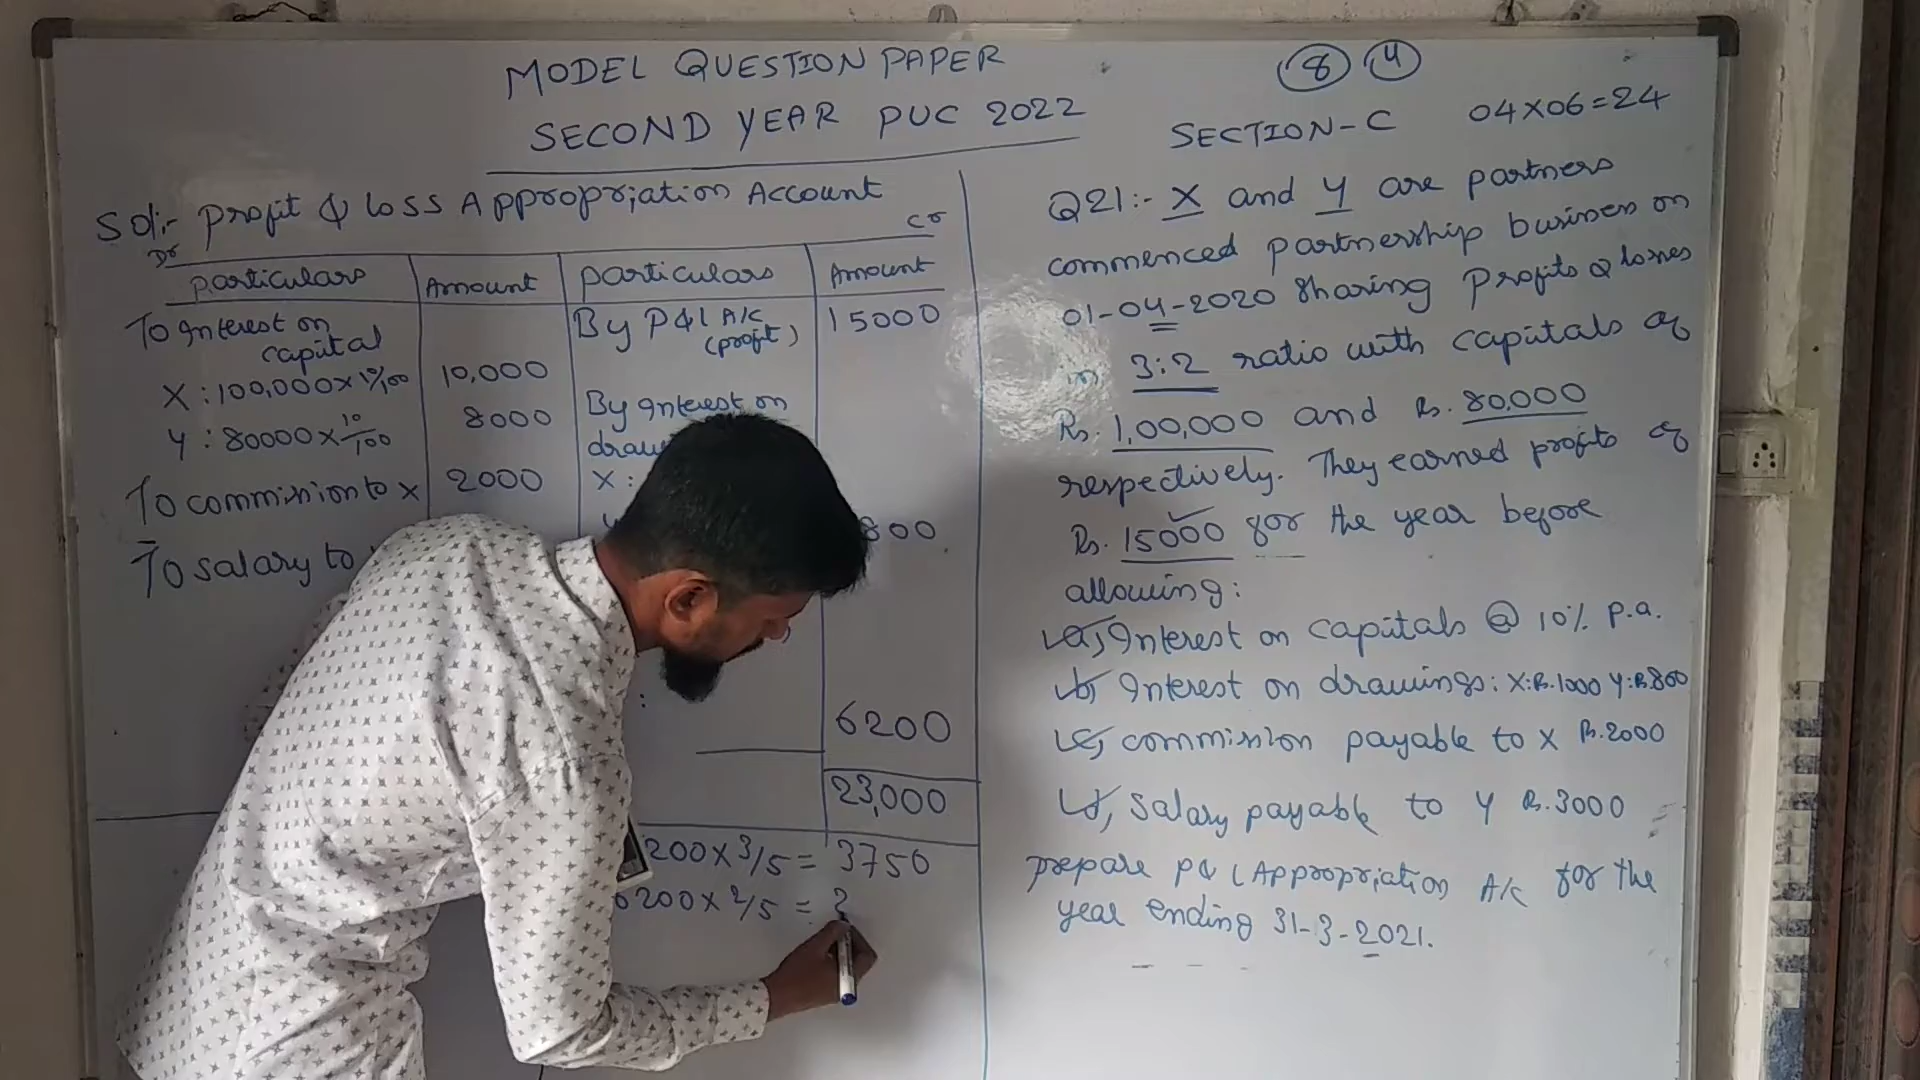 MODEL QUESTION PAPER
SECOND YEAR PUC 2022
Sol:- Profit & Loss Appropriation Account
Dr
Cr
particulars
Amount
particulars
Amount
To Interest on
capital
X : 100,000 x 10/100
10,000
Y : 80000 x 10/100
8000
To commission to X
2000
To salary to
By P&L A/c
(profit)
15000
By Interest on
X :
800
6200
23,000
200 x 3/5 = 3750
6200 x 2/5 = 2
8 4
SECTION-C 04X06=24
Q21:- X and Y are partners
commenced partnership business on
01-04-2020 sharing Profits & losses
in 3:2 ratio with capitals of
Rs. 1,00,000 and Rs. 80,000
respectively. They earned profits of
Rs. 15000 for the year before
allowing:
a, Interest on capitals @ 10% p.a.
b, Interest on drawings: X:Rs.1000 Y:Rs.800
c, commission payable to X Rs.2000
d, Salary payable to Y Rs.3000
prepare P&L Appropriation A/c for the
year ending 31-3-2021.